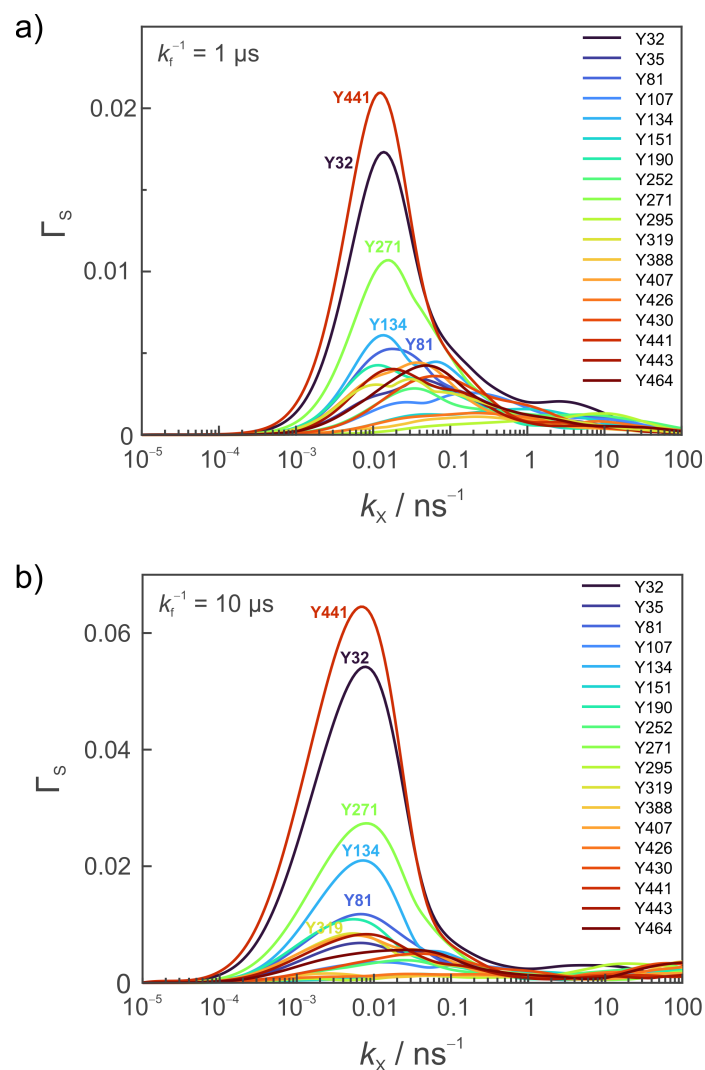 a)
k_f⁻¹ = 1 µs
Γ_S
0.02
0.01
0
Y441
Y32
Y271
Y134
Y81
Y32
Y35
Y81
Y107
Y134
Y151
Y190
Y252
Y271
Y295
Y319
Y388
Y407
Y426
Y430
Y441
Y443
Y464
10⁻⁵ 10⁻⁴ 10⁻³ 0.01 0.1 1 10 100
k_X / ns⁻¹
b)
k_f⁻¹ = 10 µs
Γ_S
0.06
0.04
0.02
0
Y441
Y32
Y271
Y134
Y81
Y319
Y32
Y35
Y81
Y107
Y134
Y151
Y190
Y252
Y271
Y295
Y319
Y388
Y407
Y426
Y430
Y441
Y443
Y464
10⁻⁵ 10⁻⁴ 10⁻³ 0.01 0.1 1 10 100
k_X / ns⁻¹